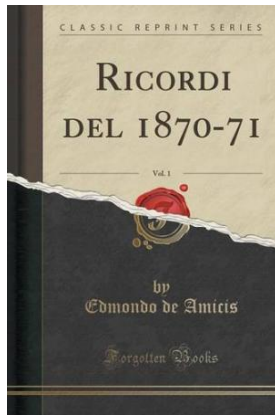 CLASSIC REPRINT SERIES
RICORDI
DEL 1870-71
Vol. 1
by
Edmondo de Amicis
Forgotten Books